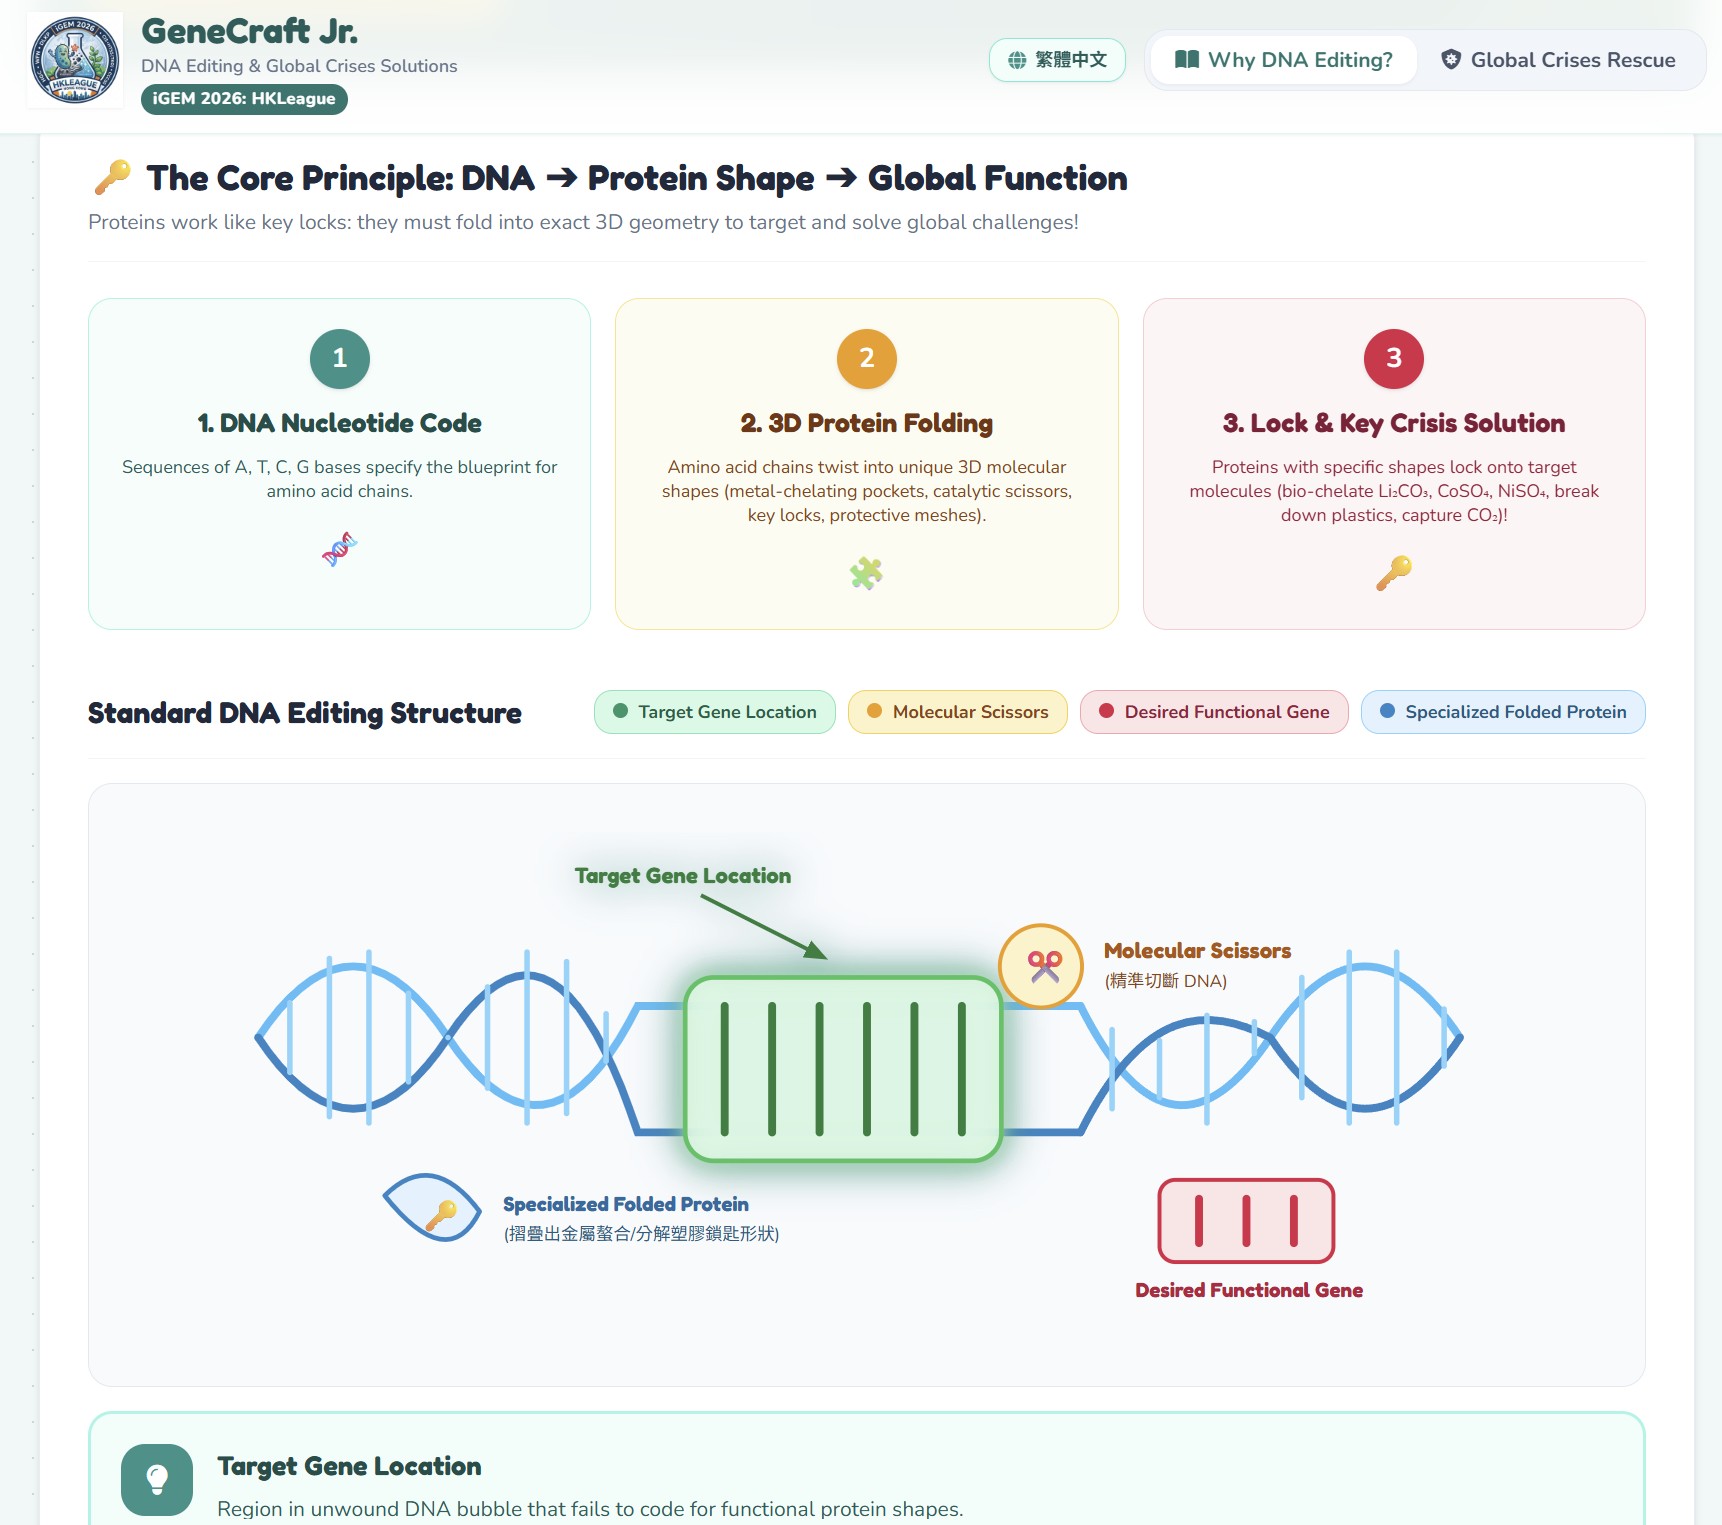 GeneCraft Jr.
DNA Editing & Global Crises Solutions
iGEM 2026: HKLeague
繁體中文
Why DNA Editing?
Global Crises Rescue
iGEM 2026
HKLEAGUE
The Core Principle: DNA ➔ Protein Shape ➔ Global Function
Proteins work like key locks: they must fold into exact 3D geometry to target and solve global challenges!
1
1. DNA Nucleotide Code
Sequences of A, T, C, G bases specify the blueprint for
amino acid chains.
2
2. 3D Protein Folding
Amino acid chains twist into unique 3D molecular
shapes (metal-chelating pockets, catalytic scissors,
key locks, protective meshes).
3
3. Lock & Key Crisis Solution
Proteins with specific shapes lock onto target
molecules (bio-chelate Li₂CO₃, CoSO₄, NiSO₄, break
down plastics, capture CO₂)!
Standard DNA Editing Structure
Target Gene Location
Molecular Scissors
Desired Functional Gene
Specialized Folded Protein
Target Gene Location
Molecular Scissors
(精準切斷 DNA)
Specialized Folded Protein
(摺疊出金屬螯合/分解塑膠鎖匙形狀)
Desired Functional Gene
Target Gene Location
Region in unwound DNA bubble that fails to code for functional protein shapes.